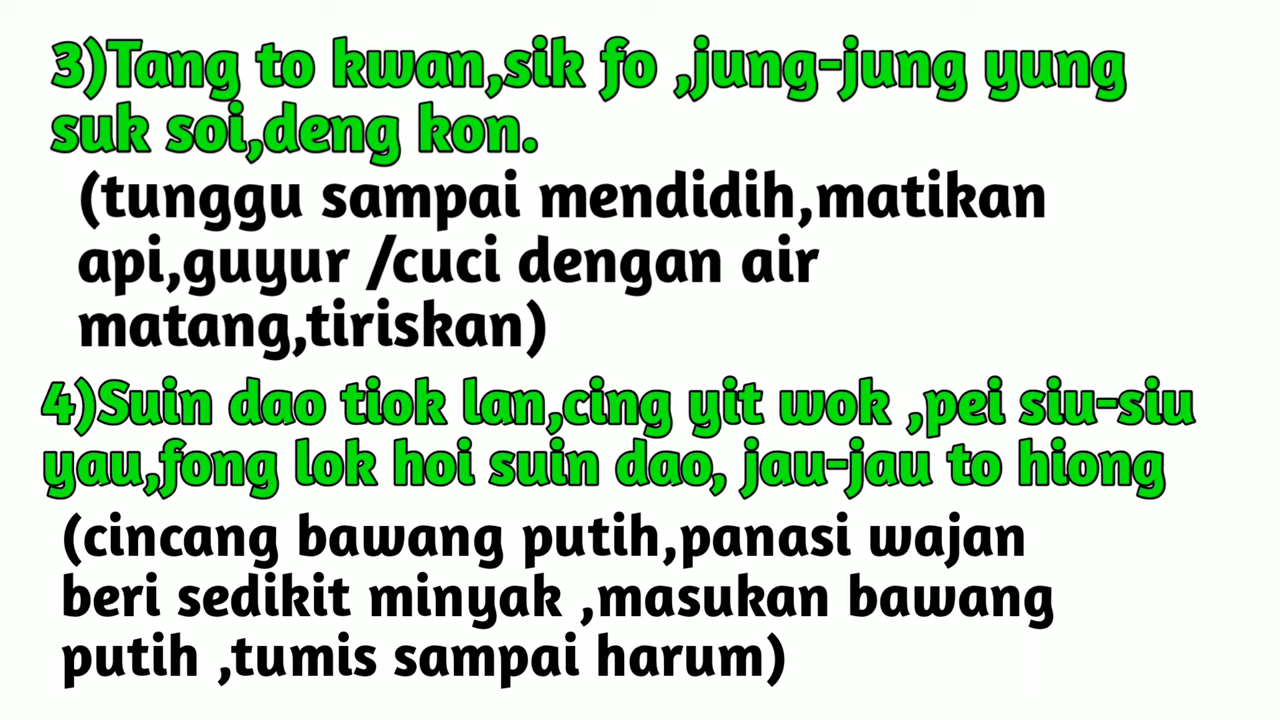 3)Tang to kwan,sik fo ,jung-jung yung
suk soi,deng kon.
(tunggu sampai mendidih,matikan
api,guyur /cuci dengan air
matang,tiriskan)
4)Suin dao tiok lan,cing yit wok ,pei siu-siu
yau,fong lok hoi suin dao, jau-jau to hiong
(cincang bawang putih,panasi wajan
beri sedikit minyak ,masukan bawang
putih ,tumis sampai harum)